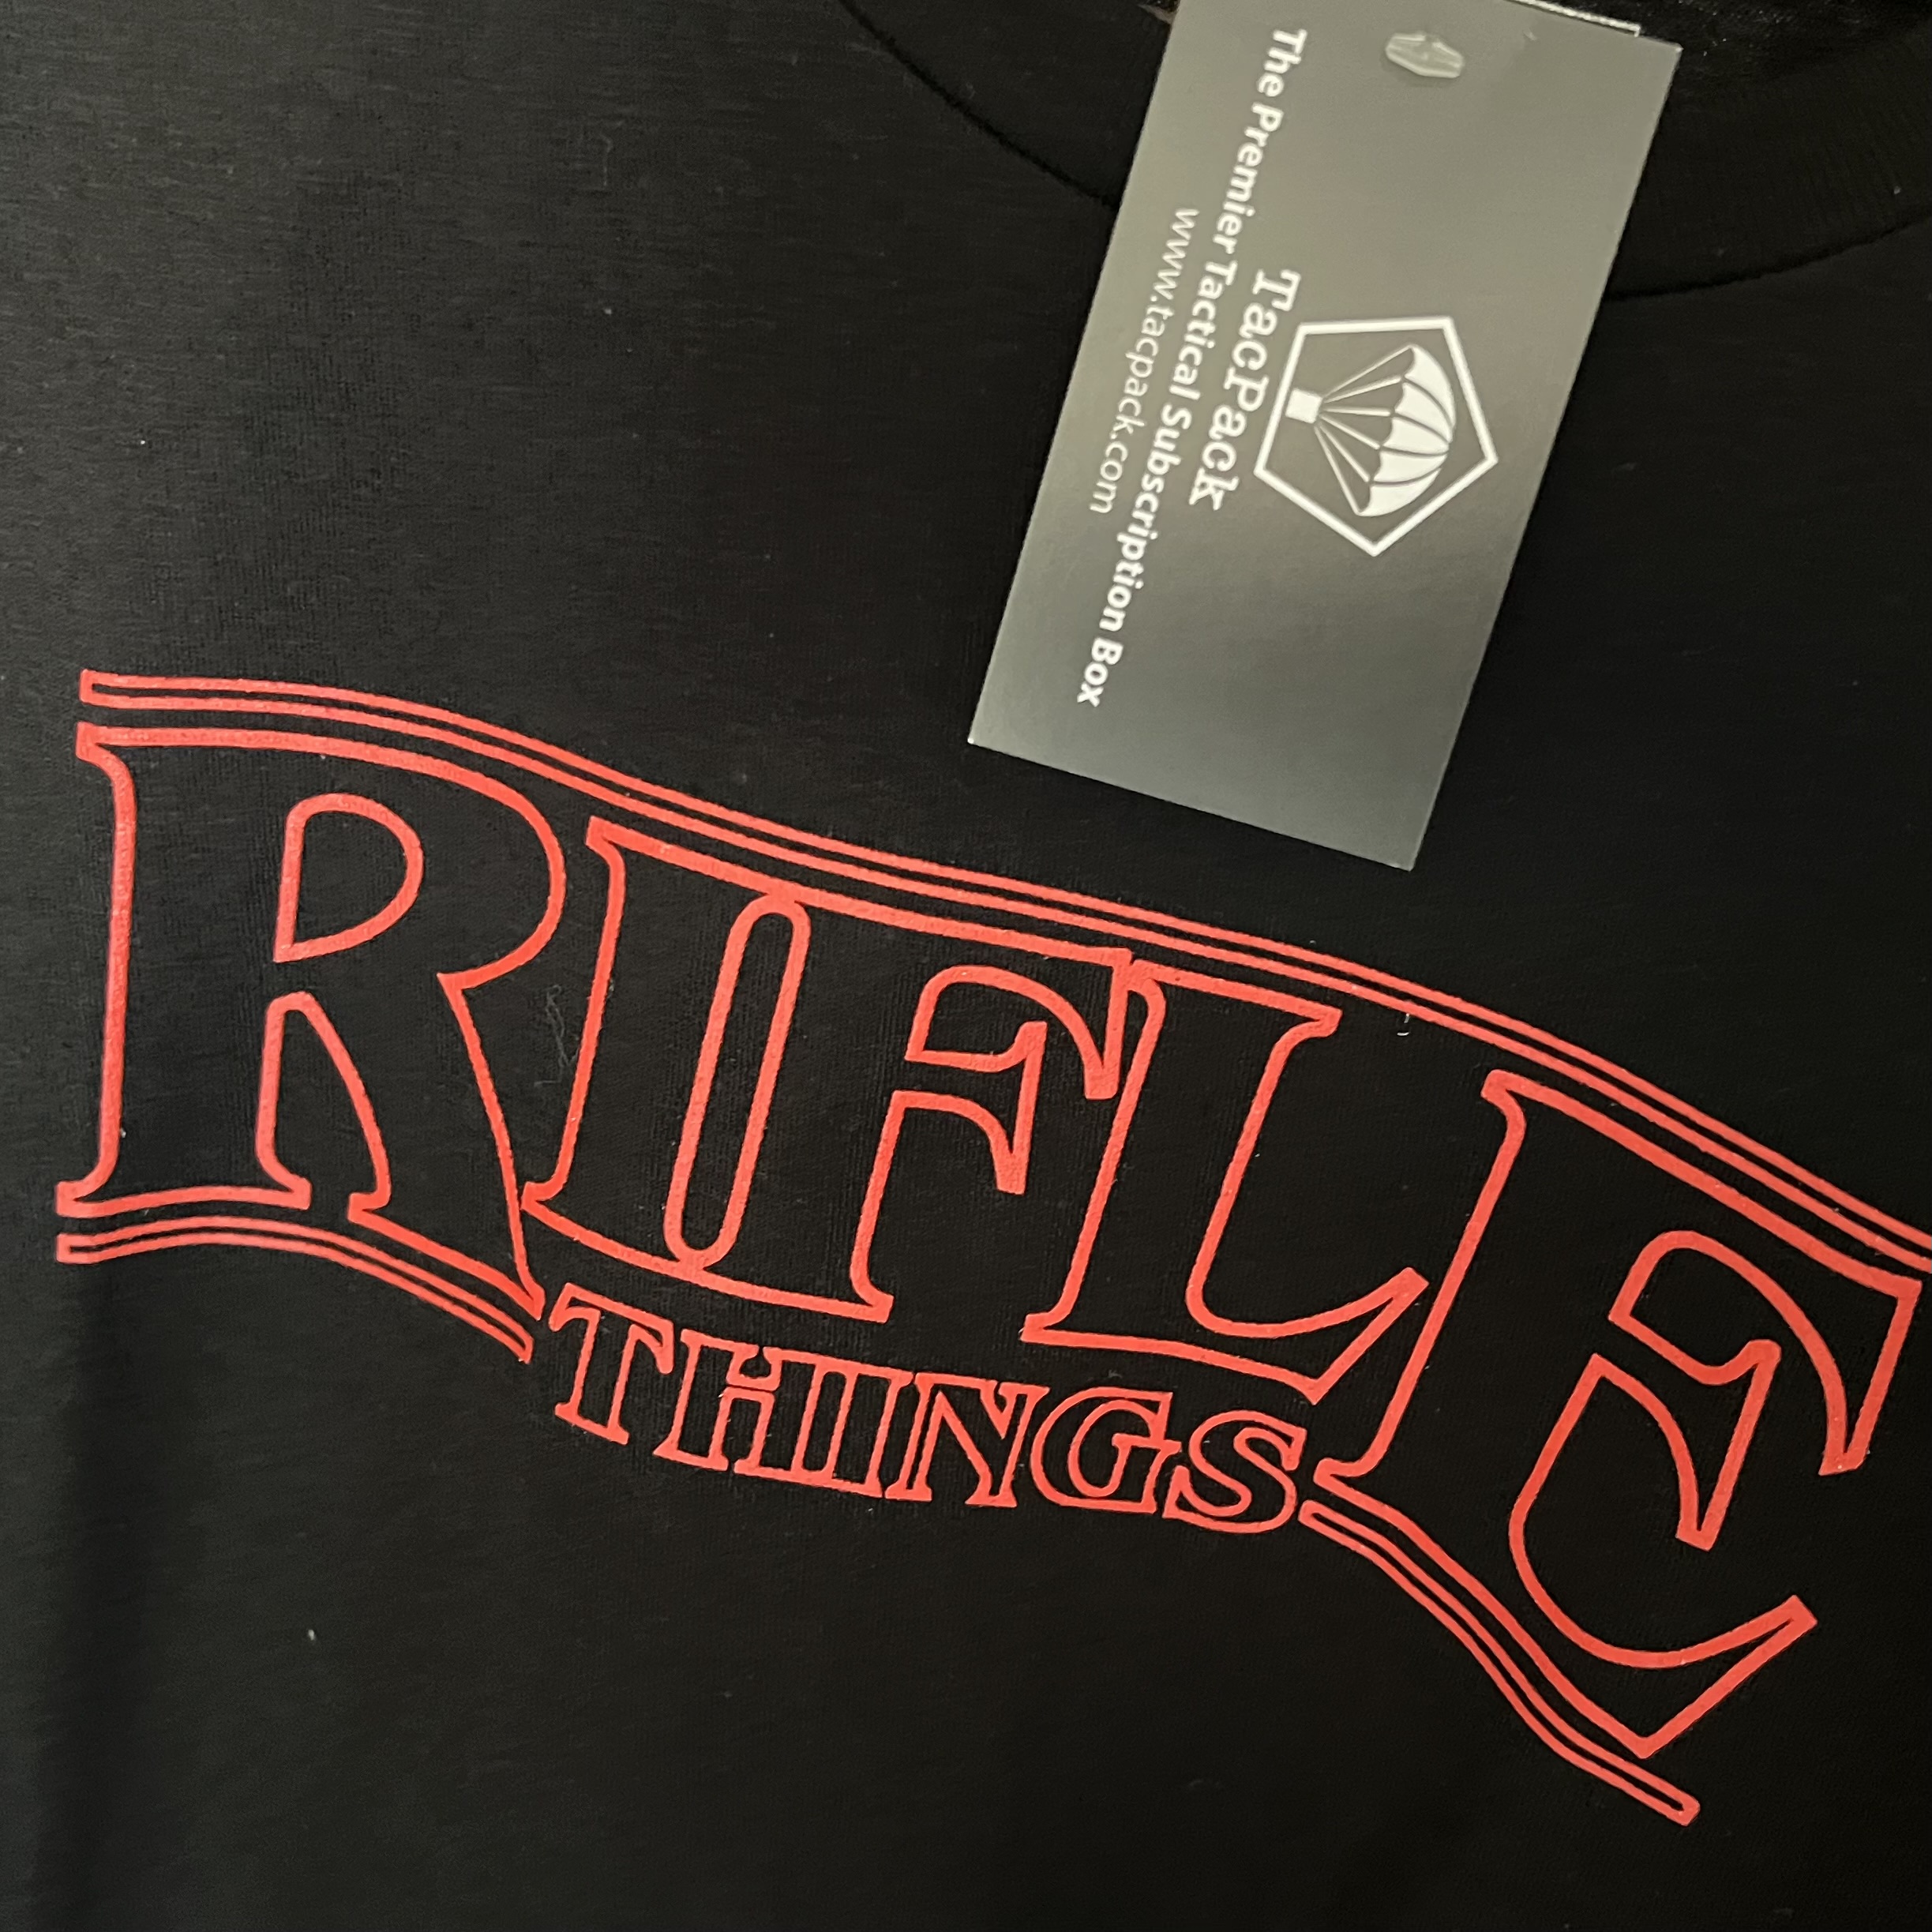 TacPack
The Premier Tactical Subscription Box
www.tacpack.com
RIFLE
THINGS